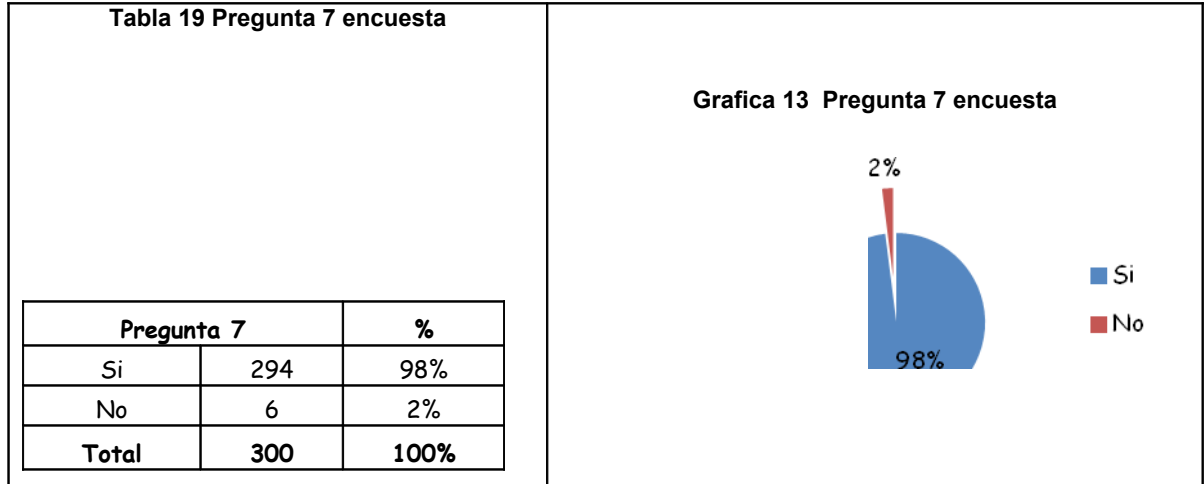 Tabla 19 Pregunta 7 encuesta
Pregunta 7 %
Si 294 98%
No 6 2%
Total 300 100%
Grafica 13 Pregunta 7 encuesta
2%
98%
Si
No